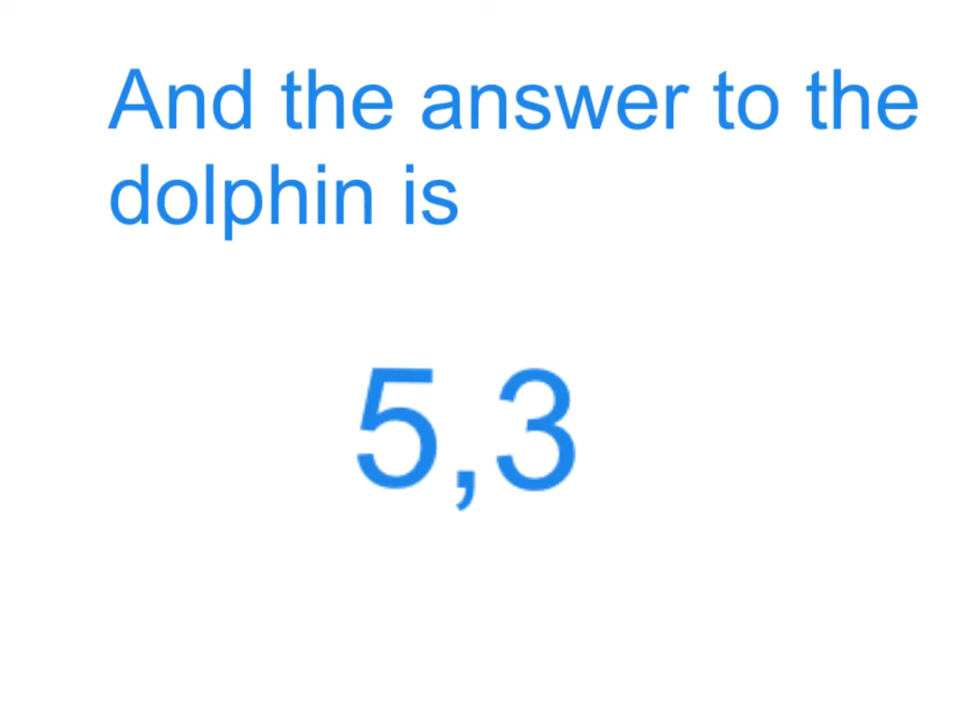 And the answer to the
dolphin is
5,3